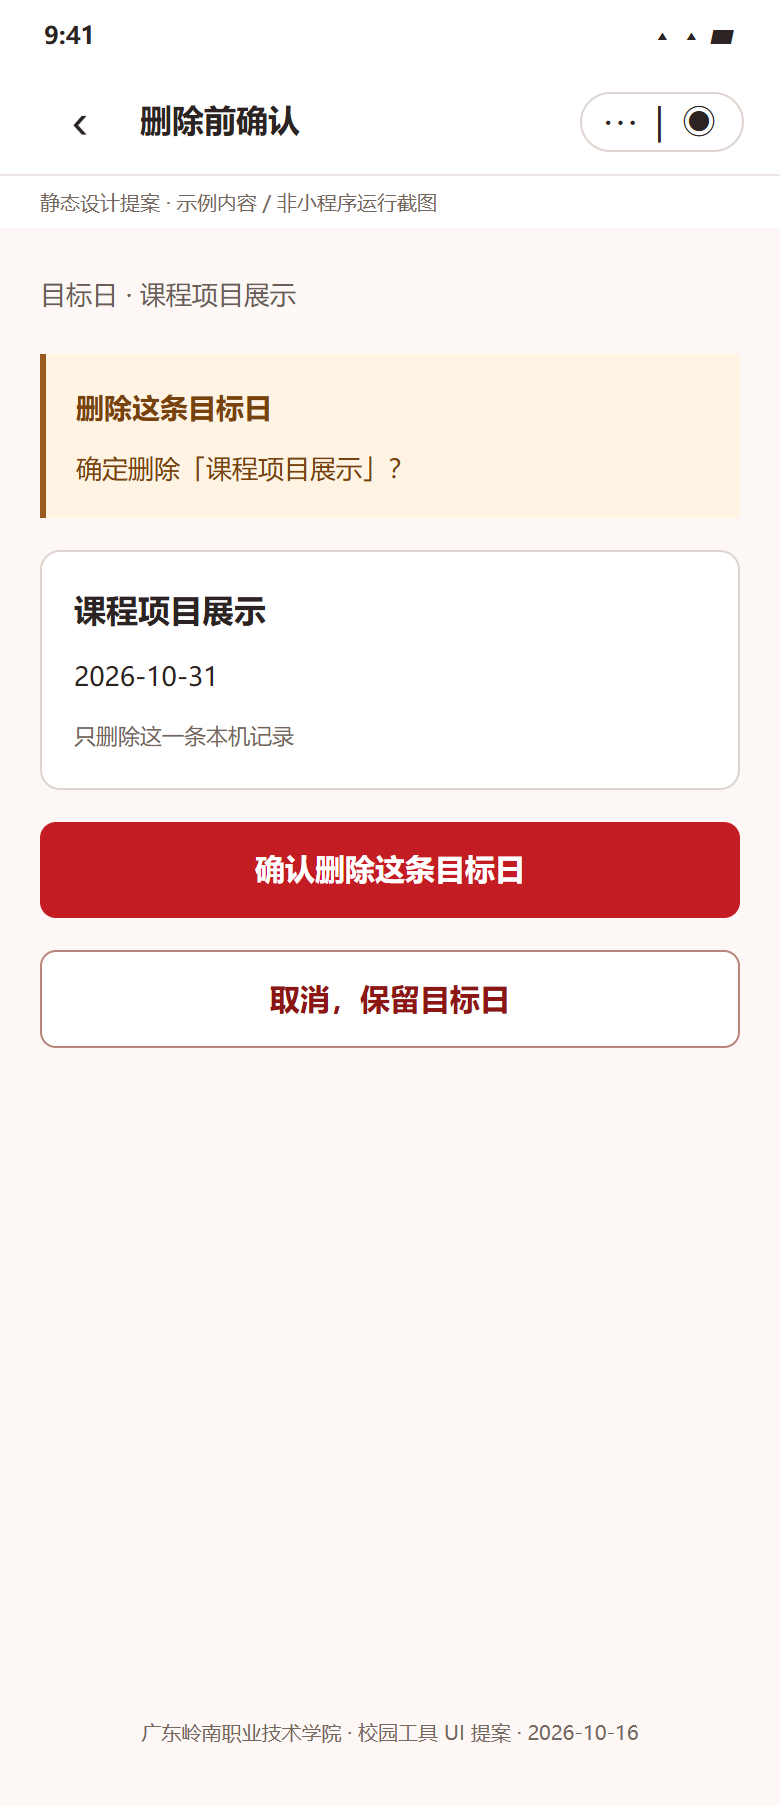 9:41
删除前确认
静态设计提案 · 示例内容 / 非小程序运行截图
目标日 · 课程项目展示
删除这条目标日
确定删除「课程项目展示」?
课程项目展示
2026-10-31
只删除这一条本机记录
确认删除这条目标日
取消，保留目标日
广东岭南职业技术学院 · 校园工具 UI 提案 · 2026-10-16